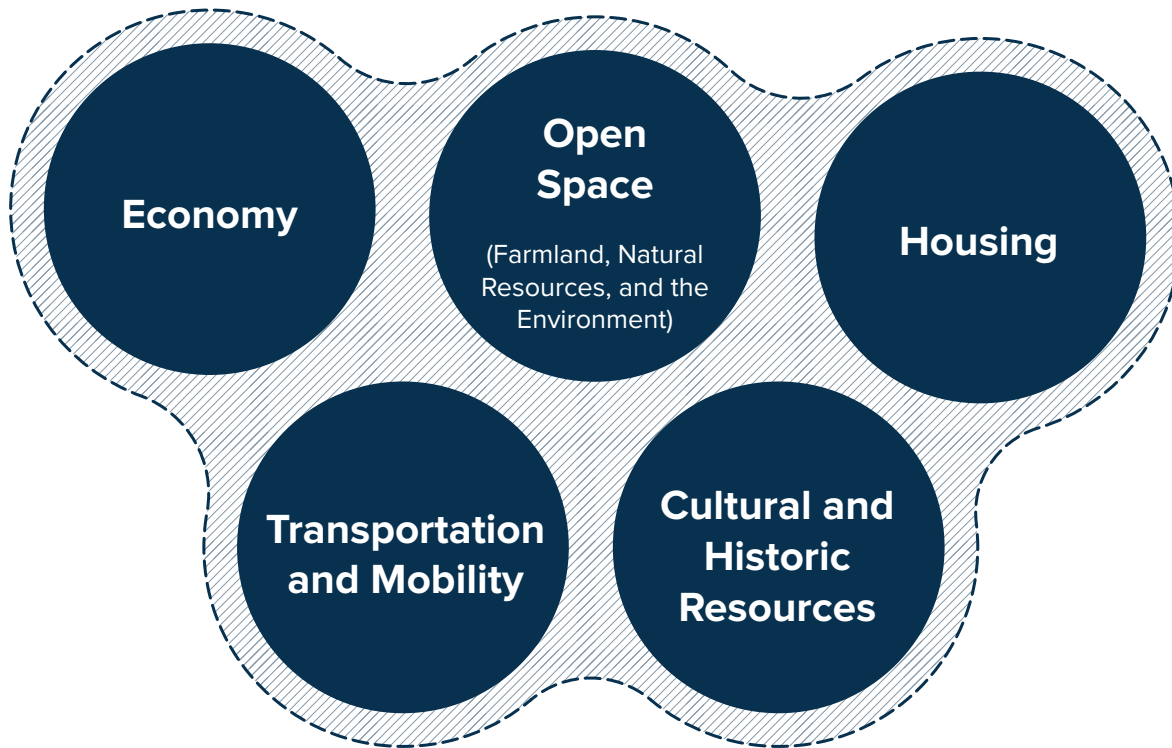 Economy
Open
Space
(Farmland, Natural
Resources, and the
Environment)
Housing
Transportation
and Mobility
Cultural and
Historic
Resources